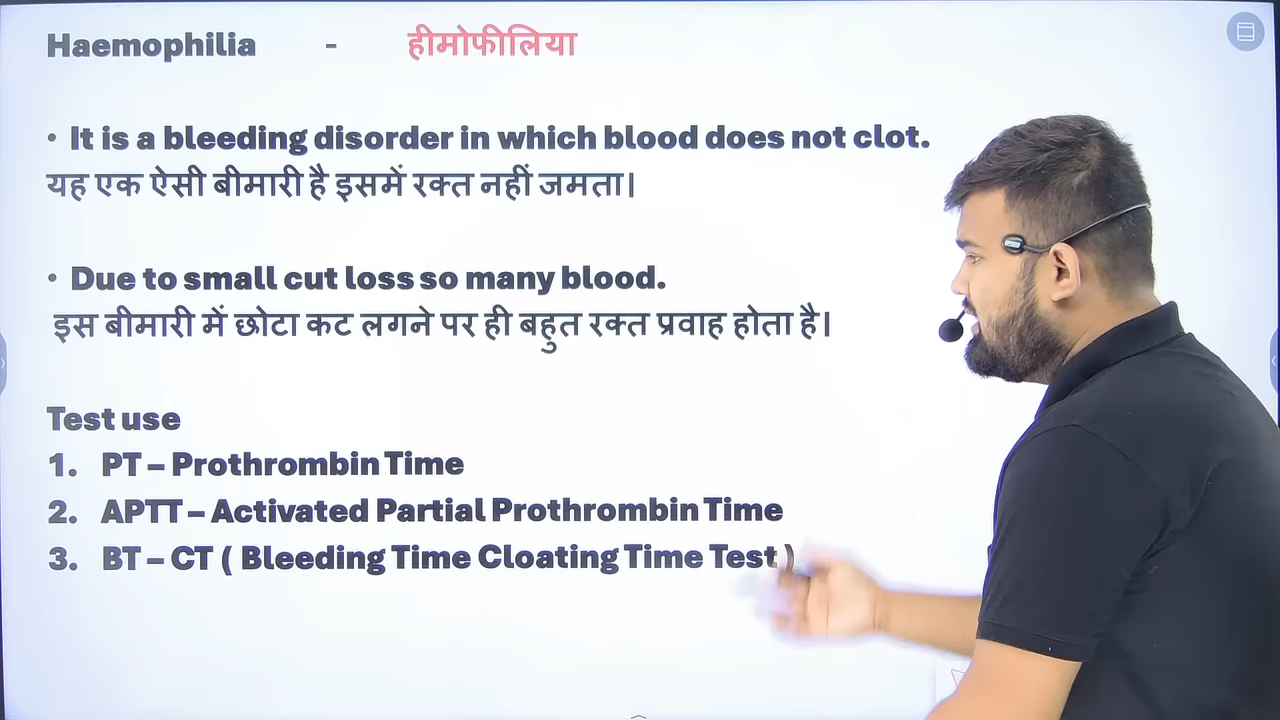 Haemophilia - हीमोफीलिया
• It is a bleeding disorder in which blood does not clot.
यह एक ऐसी बीमारी है इसमें रक्त नहीं जमता।
• Due to small cut loss so many blood.
इस बीमारी में छोटा कट लगने पर ही बहुत रक्त प्रवाह होता है।
Test use
1. PT – Prothrombin Time
2. APTT – Activated Partial Prothrombin Time
3. BT – CT ( Bleeding Time Cloating Time Test )